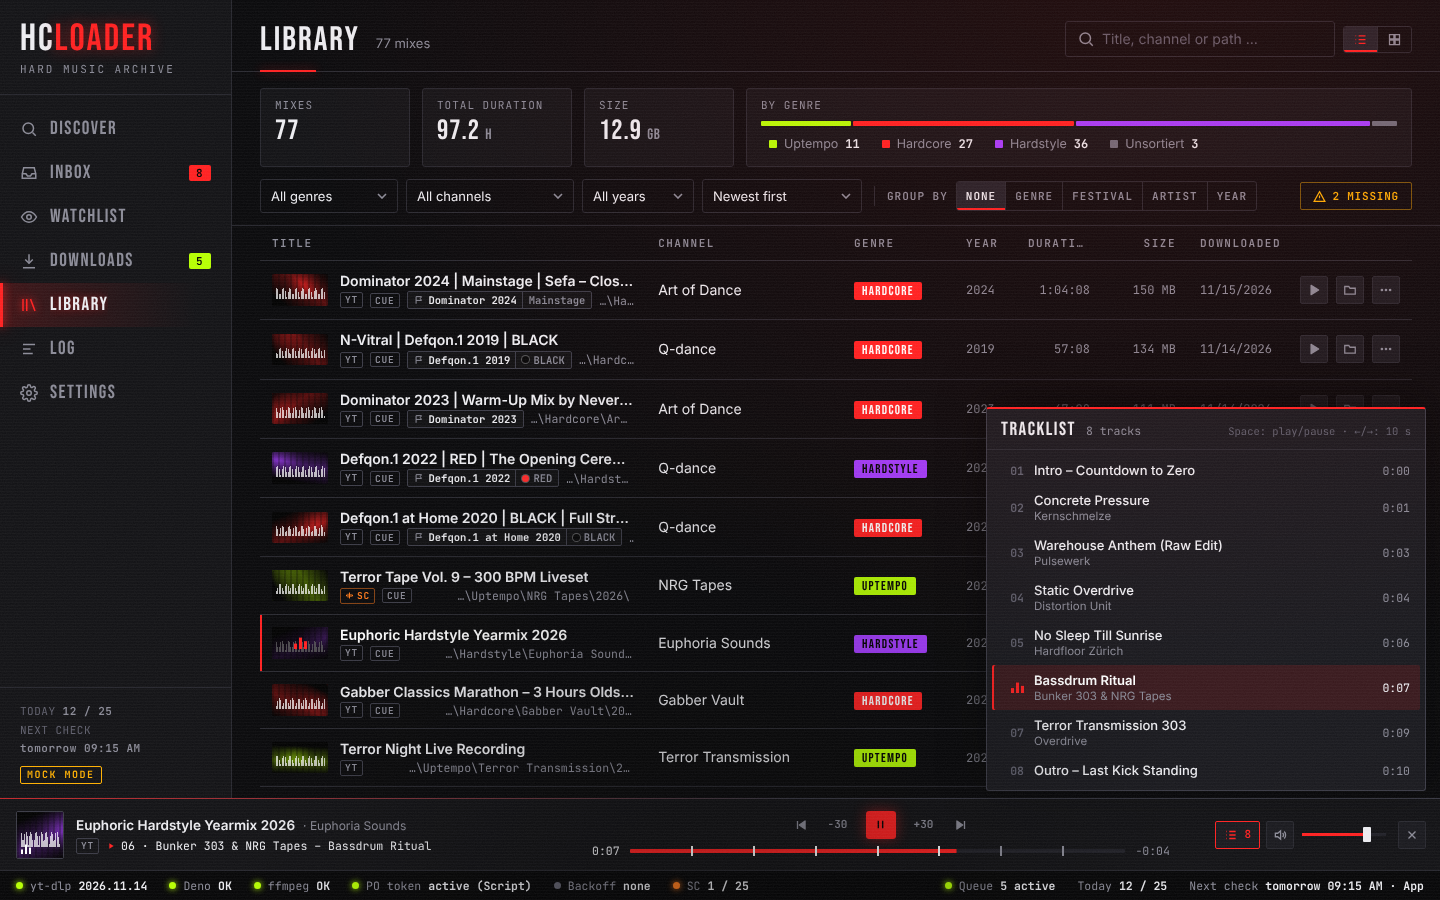 HCLOADER
HARD MUSIC ARCHIVE
DISCOVER
INBOX 8
WATCHLIST
DOWNLOADS 5
LIBRARY
LOG
SETTINGS
TODAY 12 / 25
NEXT CHECK
tomorrow 09:15 AM
MOCK MODE
LIBRARY 77 mixes
Title, channel or path ...
MIXES
77
TOTAL DURATION
97.2 H
SIZE
12.9 GB
BY GENRE
Uptempo 11 Hardcore 27 Hardstyle 36 Unsortiert 3
All genres All channels All years Newest first GROUP BY NONE GENRE FESTIVAL ARTIST YEAR 2 MISSING
TITLE CHANNEL GENRE YEAR DURATI… SIZE DOWNLOADED
Dominator 2024 | Mainstage | Sefa – Clos…
YT CUE Dominator 2024 Mainstage …\Ha…
Art of Dance HARDCORE 2024 1:04:08 150 MB 11/15/2026
N-Vitral | Defqon.1 2019 | BLACK
YT CUE Defqon.1 2019 BLACK …\Hardc…
Q-dance HARDCORE 2019 57:08 134 MB 11/14/2026
Dominator 2023 | Warm-Up Mix by Never…
YT CUE Dominator 2023 …\Hardcore\Ar…
Art of Dance HARDCORE
Defqon.1 2022 | RED | The Opening Cere…
YT CUE Defqon.1 2022 RED …\Hardst…
Q-dance HARDSTYLE
Defqon.1 at Home 2020 | BLACK | Full Str…
YT CUE Defqon.1 at Home 2020 BLACK
Q-dance HARDCORE
Terror Tape Vol. 9 – 300 BPM Liveset
SC CUE …\Uptempo\NRG Tapes\2026\
NRG Tapes UPTEMPO
Euphoric Hardstyle Yearmix 2026
YT CUE …\Hardstyle\Euphoria Sound…
Euphoria Sounds HARDSTYLE
Gabber Classics Marathon – 3 Hours Olds…
YT CUE …\Hardcore\Gabber Vault\20…
Gabber Vault HARDCORE
Terror Night Live Recording
YT …\Uptempo\Terror Transmission\2…
Terror Transmission UPTEMPO
TRACKLIST 8 tracks Space: play/pause · ←/→: 10 s
01 Intro – Countdown to Zero 0:00
02 Concrete Pressure 0:01
Kernschmelze
03 Warehouse Anthem (Raw Edit) 0:03
Pulsewerk
04 Static Overdrive 0:04
Distortion Unit
05 No Sleep Till Sunrise 0:06
Hardfloor Zürich
Bassdrum Ritual 0:07
Bunker 303 & NRG Tapes
07 Terror Transmission 303 0:09
Overdrive
08 Outro – Last Kick Standing 0:10
Euphoric Hardstyle Yearmix 2026 · Euphoria Sounds
YT 06 · Bunker 303 & NRG Tapes – Bassdrum Ritual
-30 +30
0:07 -0:04
8
yt-dlp 2026.11.14 Deno OK ffmpeg OK PO token active (Script) Backoff none SC 1 / 25 Queue 5 active Today 12 / 25 Next check tomorrow 09:15 AM · App